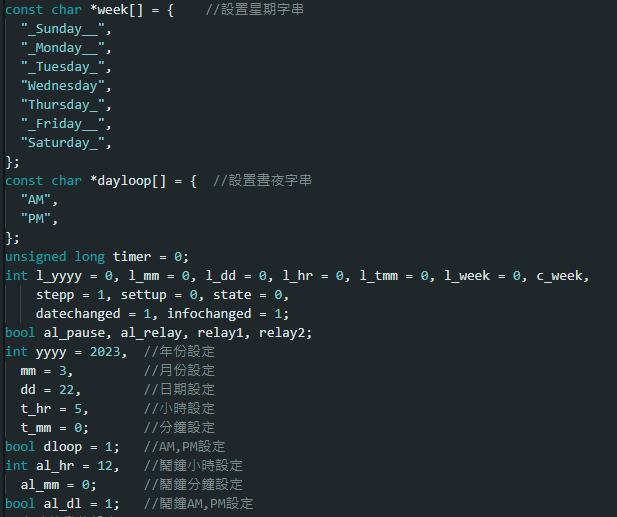 const char *week[] = {    //設置星期字串
  "_Sunday__",
  "_Monday__",
  "_Tuesday_",
  "Wednesday",
  "Thursday_",
  "_Friday__",
  "Saturday_",
};
const char *dayloop[] = {  //設置晝夜字串
  "AM",
  "PM",
};
unsigned long timer = 0;
int l_yyyy = 0, l_mm = 0, l_dd = 0, l_hr = 0, l_tmm = 0, l_week = 0, c_week,
    stepp = 1, settup = 0, state = 0,
    datechanged = 1, infochanged = 1;
bool al_pause, al_relay, relay1, relay2;
int yyyy = 2023,  //年份設定
  mm = 3,         //月份設定
  dd = 22,        //日期設定
  t_hr = 5,       //小時設定
  t_mm = 0;       //分鐘設定
bool dloop = 1;   //AM,PM設定
int al_hr = 12,   //鬧鐘小時設定
  al_mm = 0;      //鬧鐘分鐘設定
bool al_dl = 1;   //鬧鐘AM,PM設定